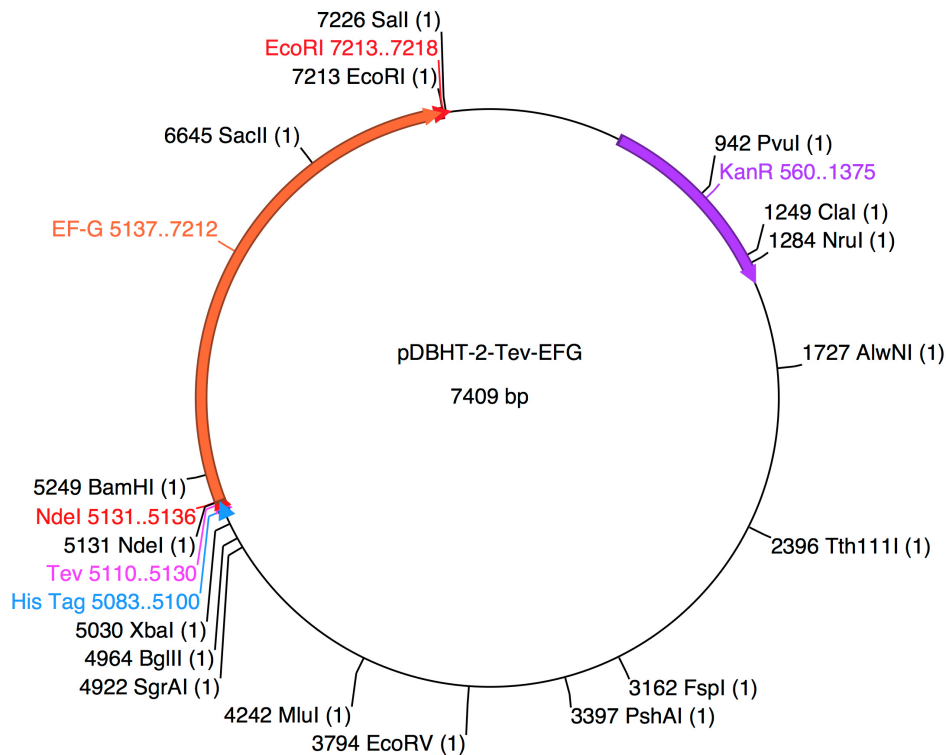 7226 SalI (1)
EcoRI 7213..7218
7213 EcoRI (1)
6645 SacII (1)
942 PvuI (1)
KanR 560..1375
EF-G 5137..7212
1249 ClaI (1)
1284 NruI (1)
pDBHT-2-Tev-EFG
7409 bp
1727 AlwNI (1)
5249 BamHI (1)
NdeI 5131..5136
5131 NdeI (1)
Tev 5110..5130
His Tag 5083..5100
5030 XbaI (1)
4964 BglII (1)
4922 SgrAI (1)
2396 Tth111I (1)
4242 MluI (1)
3794 EcoRV (1)
3162 FspI (1)
3397 PshAI (1)